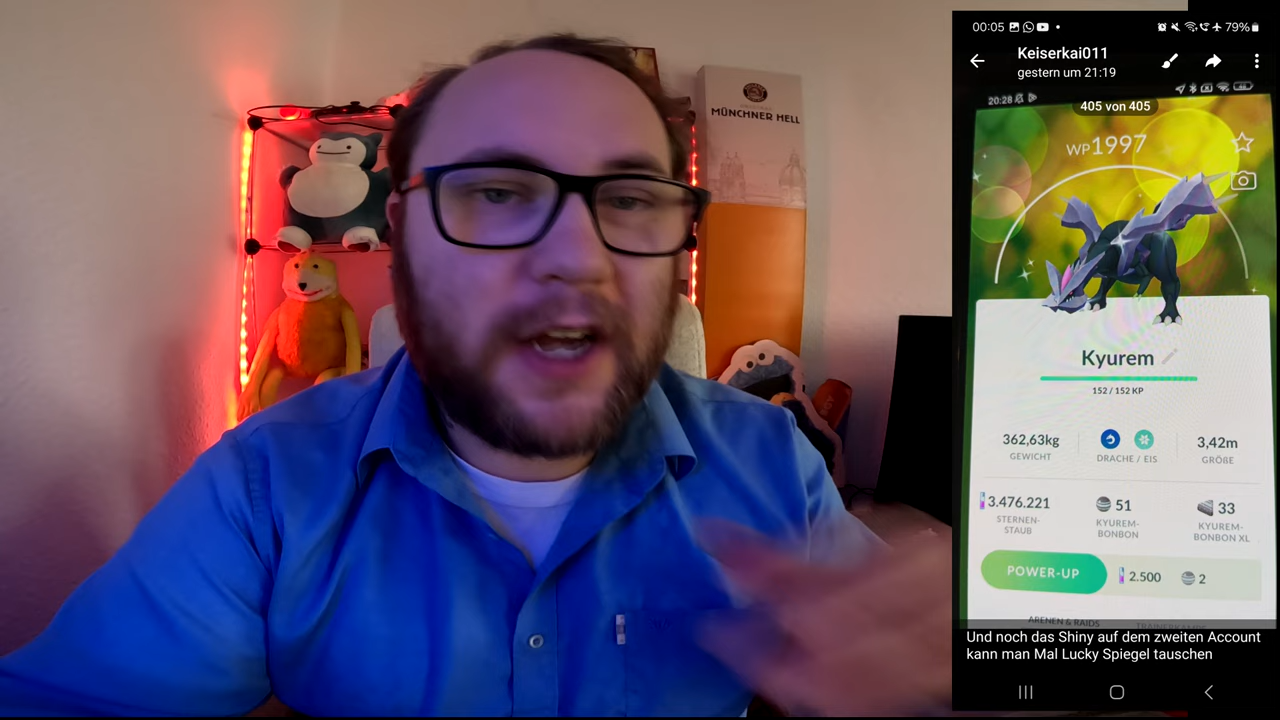 MÜNCHNER HELL
00:05
79%
Keiserkai011
gestern um 21:19
20:28
405 von 405
WP1997
Kyurem
152 / 152 KP
362,63kg
GEWICHT
DRACHE / EIS
3,42m
GRÖßE
3.476.221
STERNEN-
STAUB
51
KYUREM-
BONBON
33
KYUREM-
BONBON XL
POWER-UP
2.500
2
ARENEN & RAIDS
TRAINERKAMPF
Und noch das Shiny auf dem zweiten Account
kann man Mal Lucky Spiegel tauschen